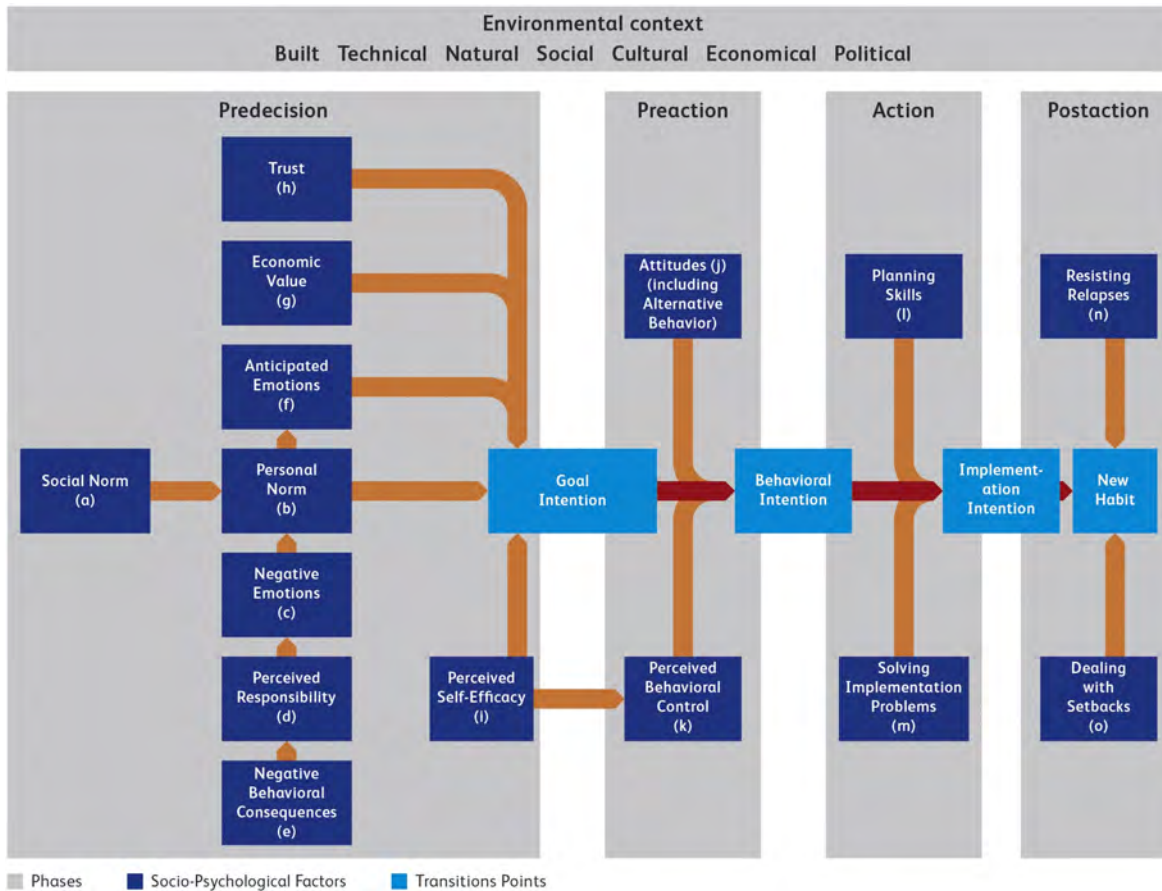 Environmental context
Built Technical Natural Social Cultural Economical Political
Predecision
Preaction
Action
Postaction
Trust
(h)
Economic
Value
(g)
Anticipated
Emotions
(f)
Social Norm
(a)
Personal
Norm
(b)
Negative
Emotions
(c)
Perceived
Responsibility
(d)
Negative
Behavioral
Consequences
(e)
Goal
Intention
Perceived
Self-Efficacy
(i)
Attitudes (j)
(including
Alternative
Behavior)
Perceived
Behavioral
Control
(k)
Behavioral
Intention
Planning
Skills
(l)
Solving
Implementation
Problems
(m)
Implement-
ation
Intention
Resisting
Relapses
(n)
New
Habit
Dealing
with
Setbacks
(o)
Phases
Socio-Psychological Factors
Transitions Points